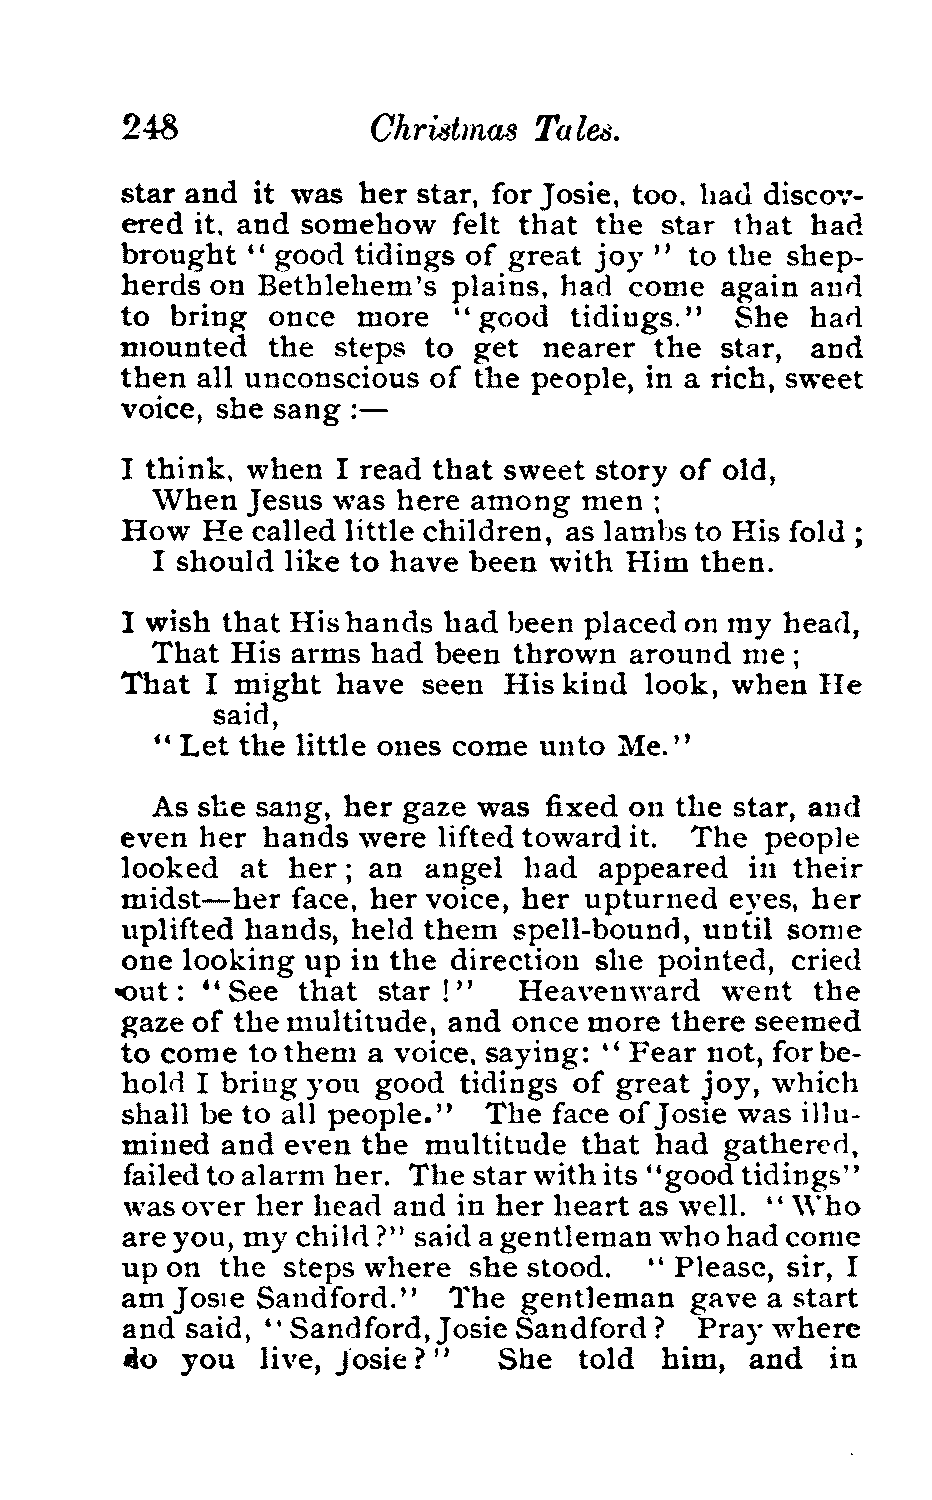 248 Christmas Tales.
star and it was her star, for Josie, too. had discov-
ered it, and somehow felt that the star that had
brought " good tidings of great joy " to the shep-
herds on Bethlehem's plains, had come again and
to bring once more " good tidings." She had
mounted the steps to get nearer the star, and
then all unconscious of the people, in a rich, sweet
voice, she sang :—
I think, when I read that sweet story of old,
When Jesus was here among men ;
How He called little children, as lambs to His fold ;
I should like to have been with Him then.
I wish that His hands had been placed on my head,
That His arms had been thrown around me ;
That I might have seen His kind look, when He
said,
" Let the little ones come unto Me."
As she sang, her gaze was fixed on the star, and
even her hands were lifted toward it. The people
looked at her ; an angel had appeared in their
midst—her face, her voice, her upturned eyes, her
uplifted hands, held them spell-bound, until some
one looking up in the direction she pointed, cried
out : " See that star !" Heavenward went the
gaze of the multitude, and once more there seemed
to come to them a voice, saying: " Fear not, for be-
hold I bring you good tidings of great joy, which
shall be to all people." The face of Josie was illu-
mined and even the multitude that had gathered,
failed to alarm her. The star with its "good tidings"
was over her head and in her heart as well. " Who
are you, my child ?" said a gentleman who had come
up on the steps where she stood. " Please, sir, I
am Josie Sandford." The gentleman gave a start
and said, " Sandford, Josie Sandford ? Pray where
do you live, Josie ? " She told him, and in